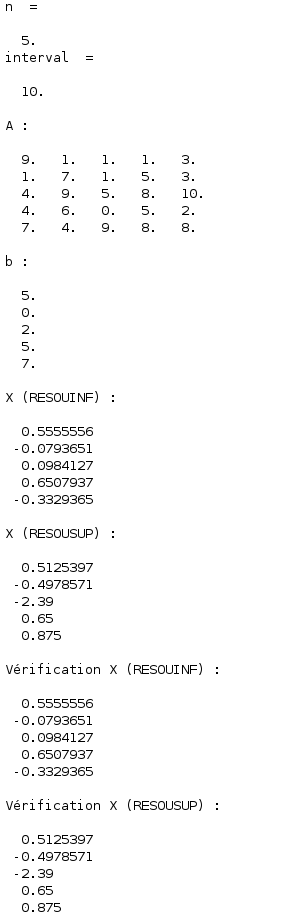 n  =
5.
interval  =
10.
A :
9.   1.   1.   1.   3.
1.   7.   1.   5.   3.
4.   9.   5.   8.   10.
4.   6.   0.   5.   2.
7.   4.   9.   8.   8.
b :
5.
0.
2.
5.
7.
X (RESOUINF) :
0.5555556
-0.0793651
0.0984127
0.6507937
-0.3329365
X (RESOUSUP) :
0.5125397
-0.4978571
-2.39
0.65
0.875
Vérification X (RESOUINF) :
0.5555556
-0.0793651
0.0984127
0.6507937
-0.3329365
Vérification X (RESOUSUP) :
0.5125397
-0.4978571
-2.39
0.65
0.875